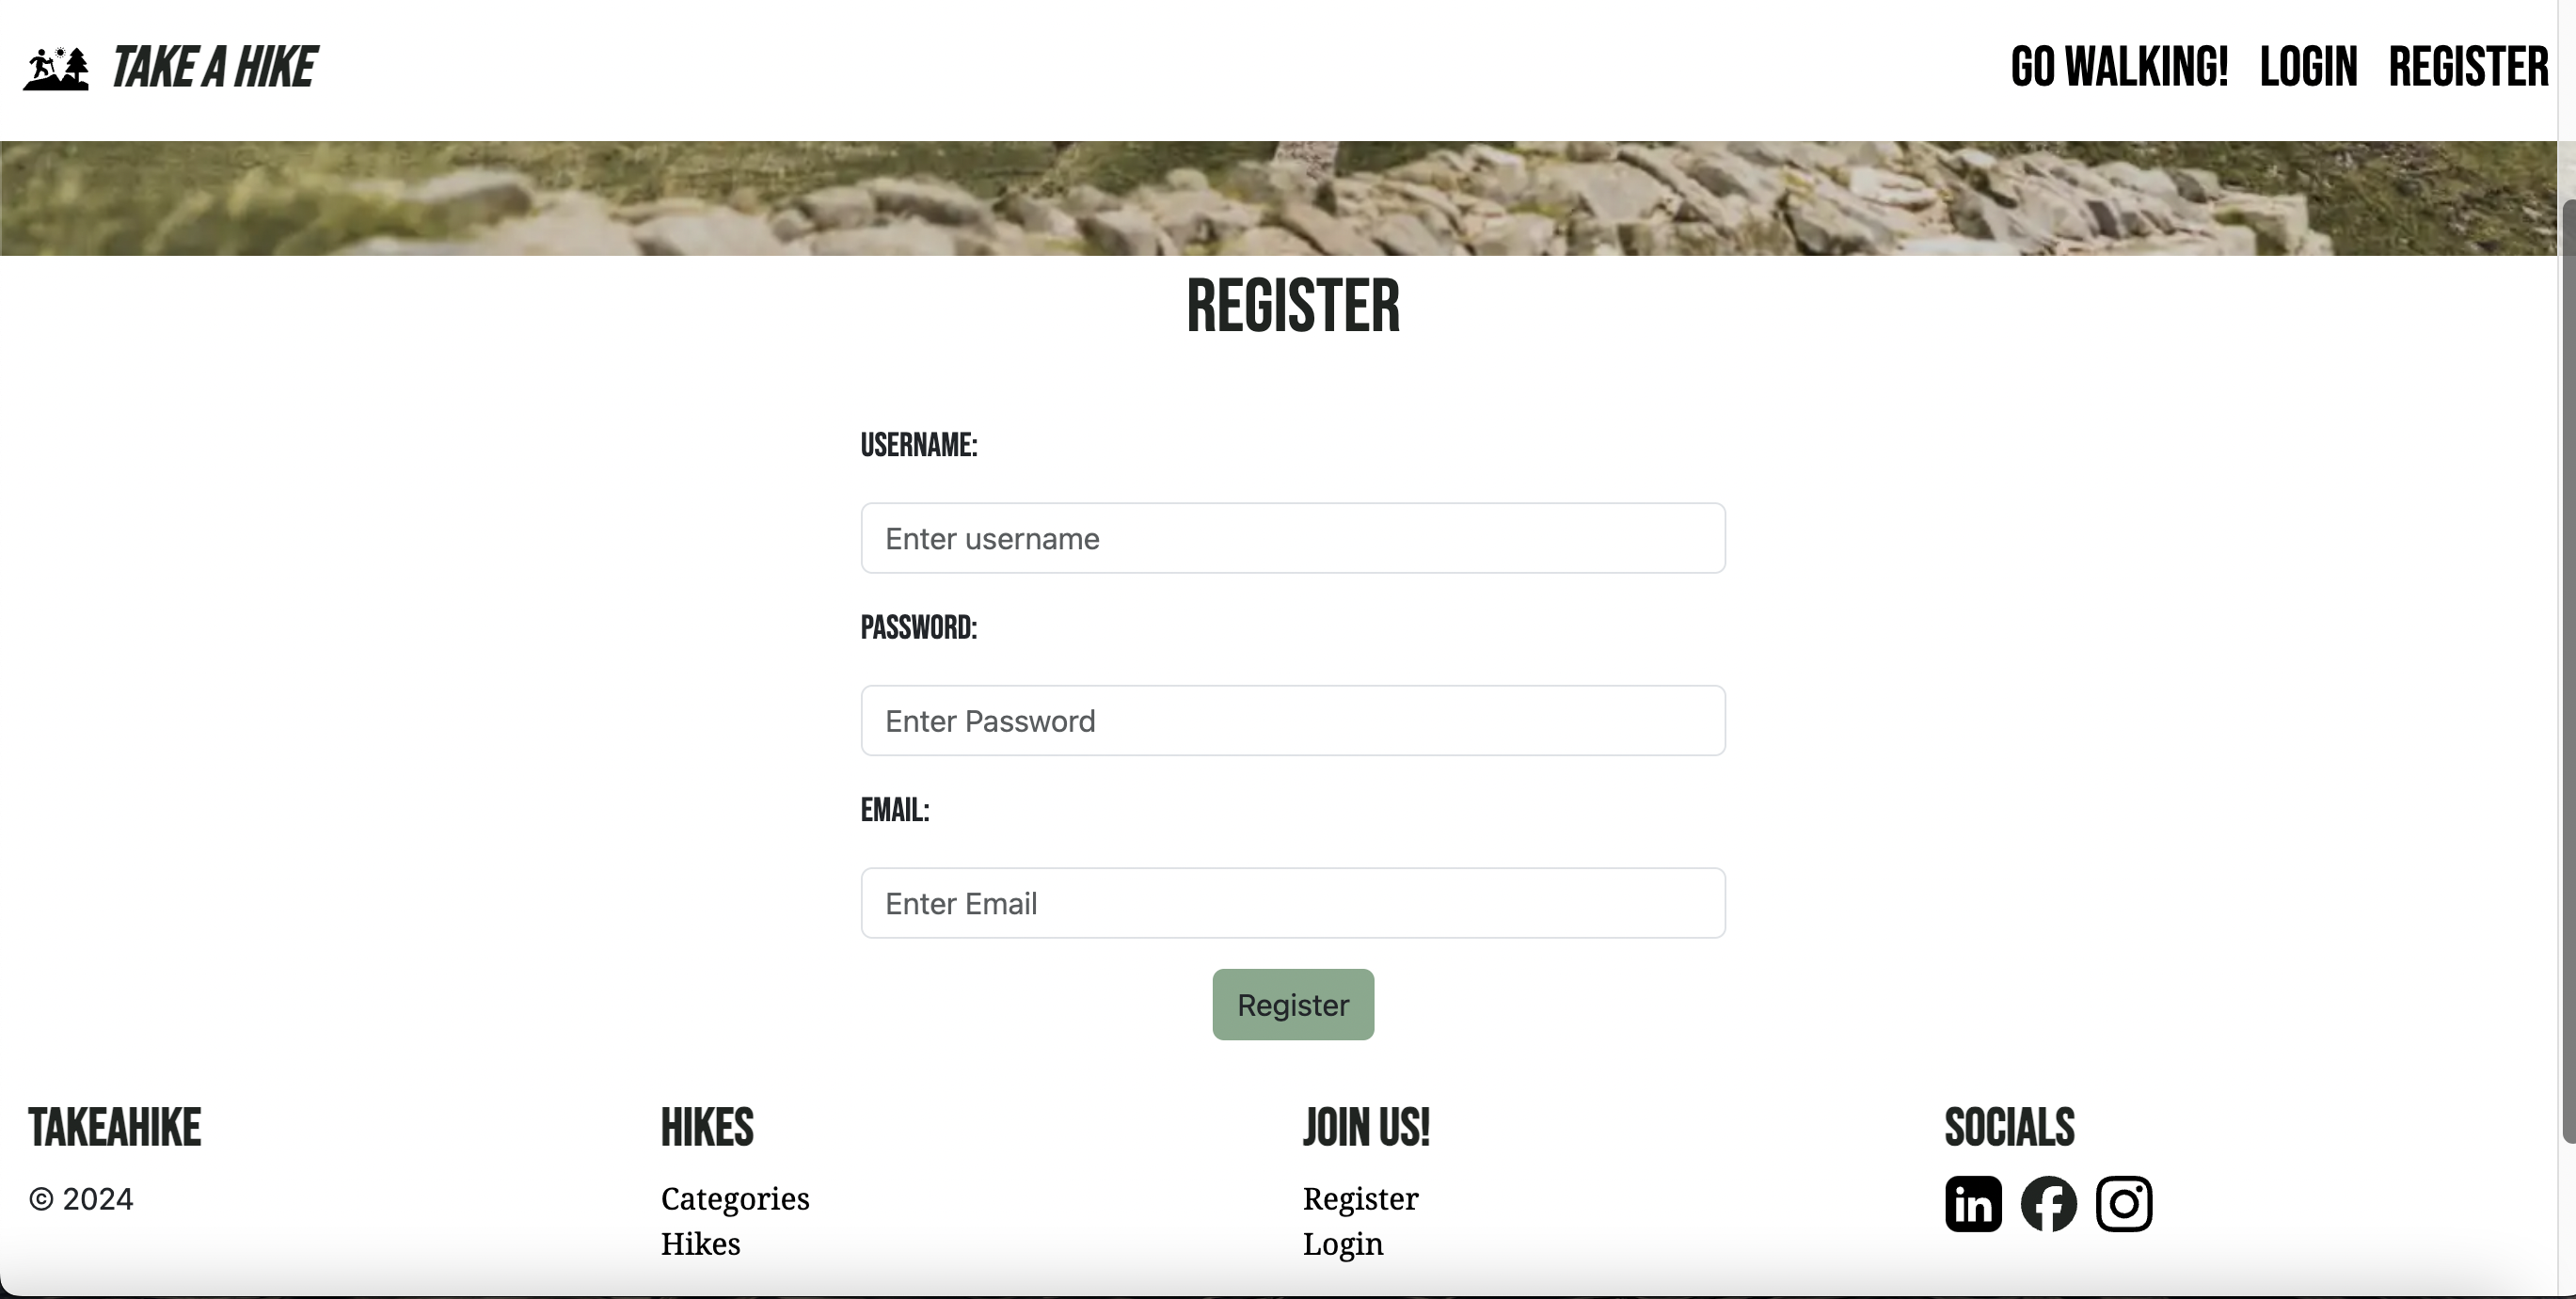 TAKE A HIKE
GO WALKING! LOGIN REGISTER
REGISTER
USERNAME:
Enter username
PASSWORD:
Enter Password
EMAIL:
Enter Email
Register
TAKEAHIKE
© 2024
HIKES
Categories
Hikes
JOIN US!
Register
Login
SOCIALS
in